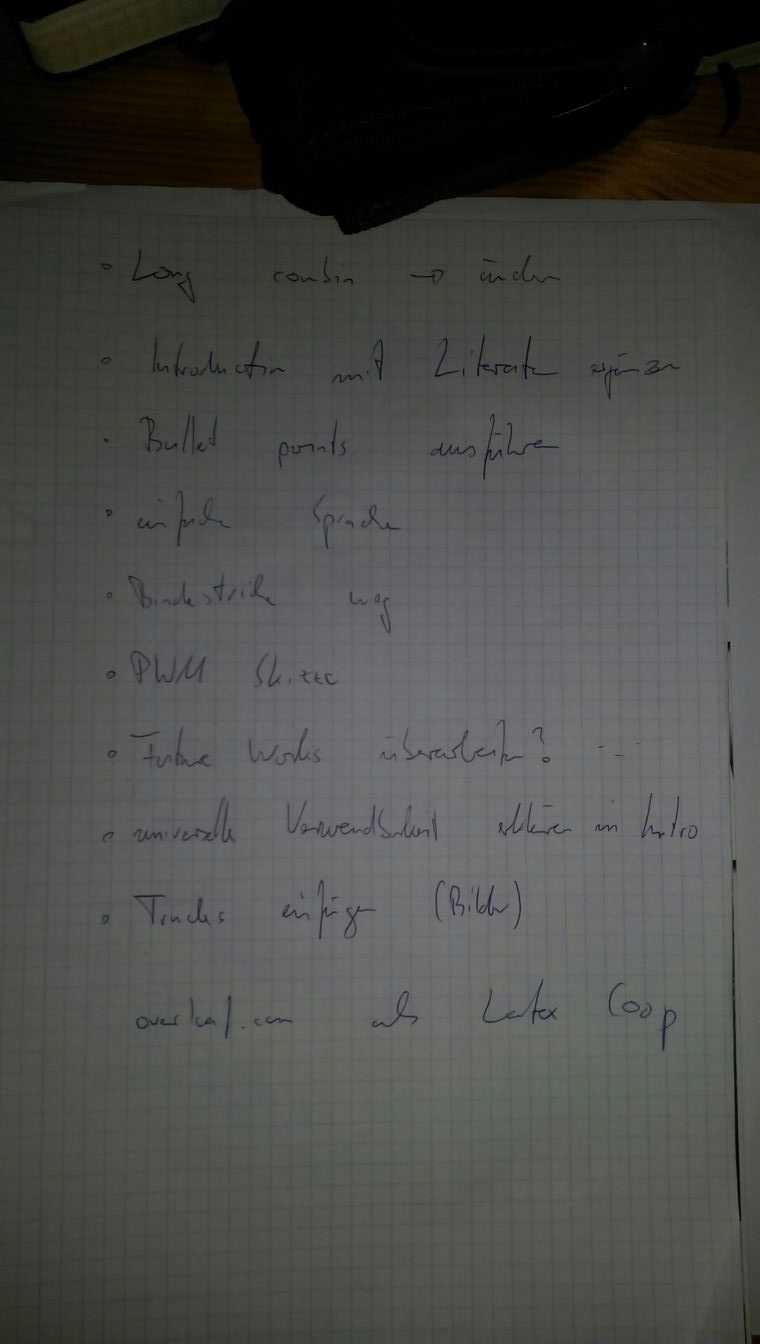 Long combin → ändern
Introduction mit Literatur ergänzen
Bullet points ausführen
einfache Sprache
Bindestriche weg
PWM Skizze
Future Works überarbeiten? ...
universelle Verwendbarkeit erklären in Intro
Trucks einfügen (Bilder)
overleaf.com als Latex Coop